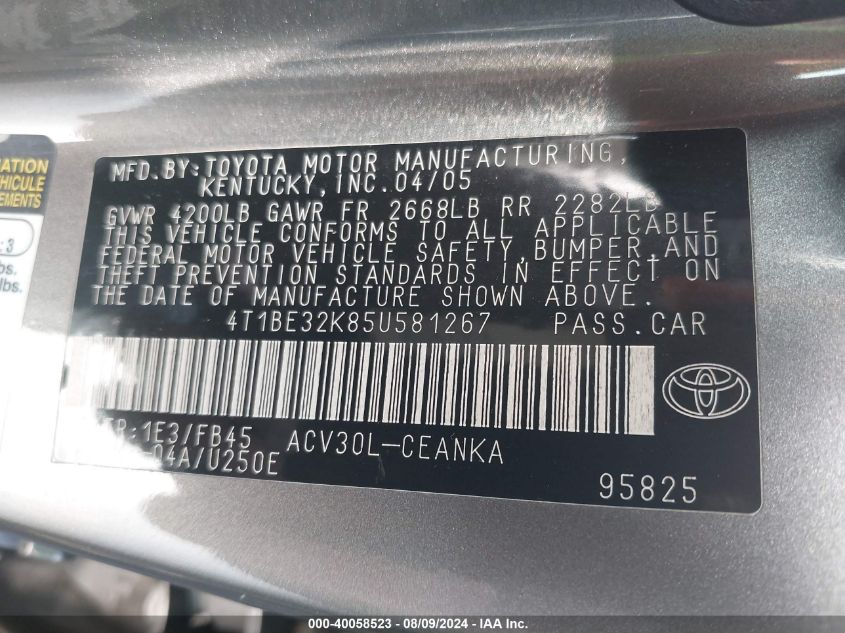 MFD.BY:TOYOTA MOTOR MANUFACTURING,
KENTUCKY,INC.04/05
GVWR 4200LB GAWR FR 2668LB RR 2282LB
THIS VEHICLE CONFORMS TO ALL APPLICABLE
FEDERAL MOTOR VEHICLE SAFETY,BUMPER,AND
THEFT PREVENTION STANDARDS IN EFFECT ON
THE DATE OF MANUFACTURE SHOWN ABOVE.
4T1BE32K85U581267 PASS.CAR
1E3/FB45 ACV30L-CEANKA
04A/U250E
95825
VEHICULE
: 3
lbs.
000-40058523 — 08/09/2024 — IAA Inc.